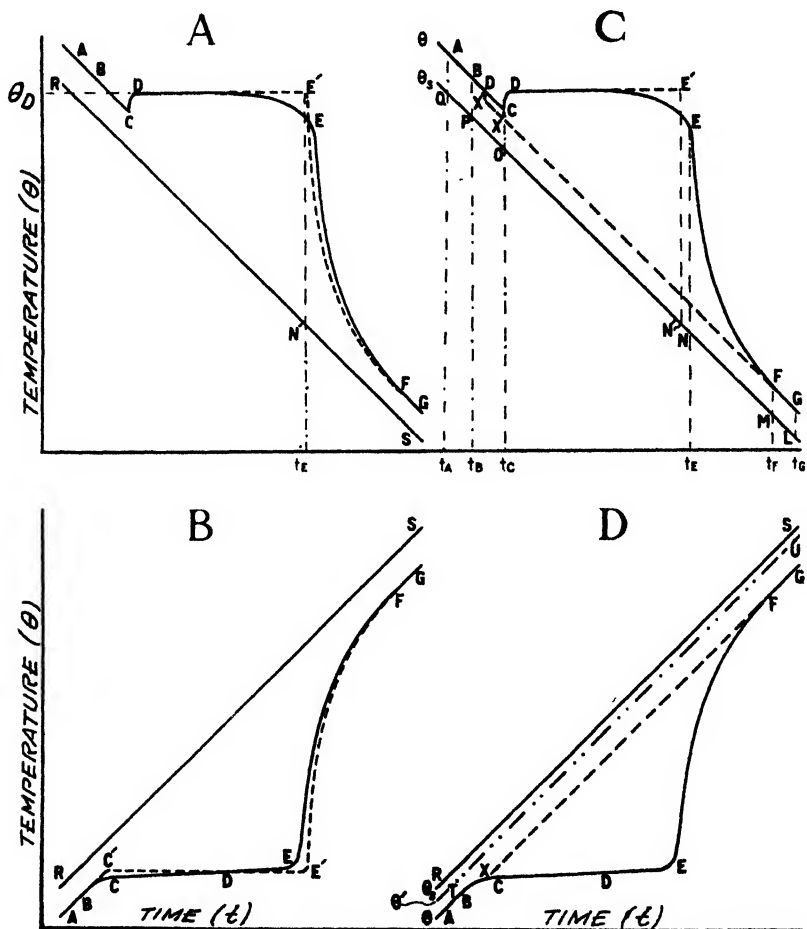 A
C
TEMPERATURE (θ)
θD
R
A
B
C
D
E'
E
N'
F
G
S
tE
θ
θs
A
B
D
X
C
D
X
Q
P
O
E'
E
N'
N
F
G
M
L
tA
tB
tC
tE
tF
tG
B
D
TEMPERATURE (θ)
S
G
F
R
C'
A
B
C
D
E
E'
TIME (t)
S
U
G
F
R
θs
θ'
T
θ
A
B
X
C
D
E
TIME (t)